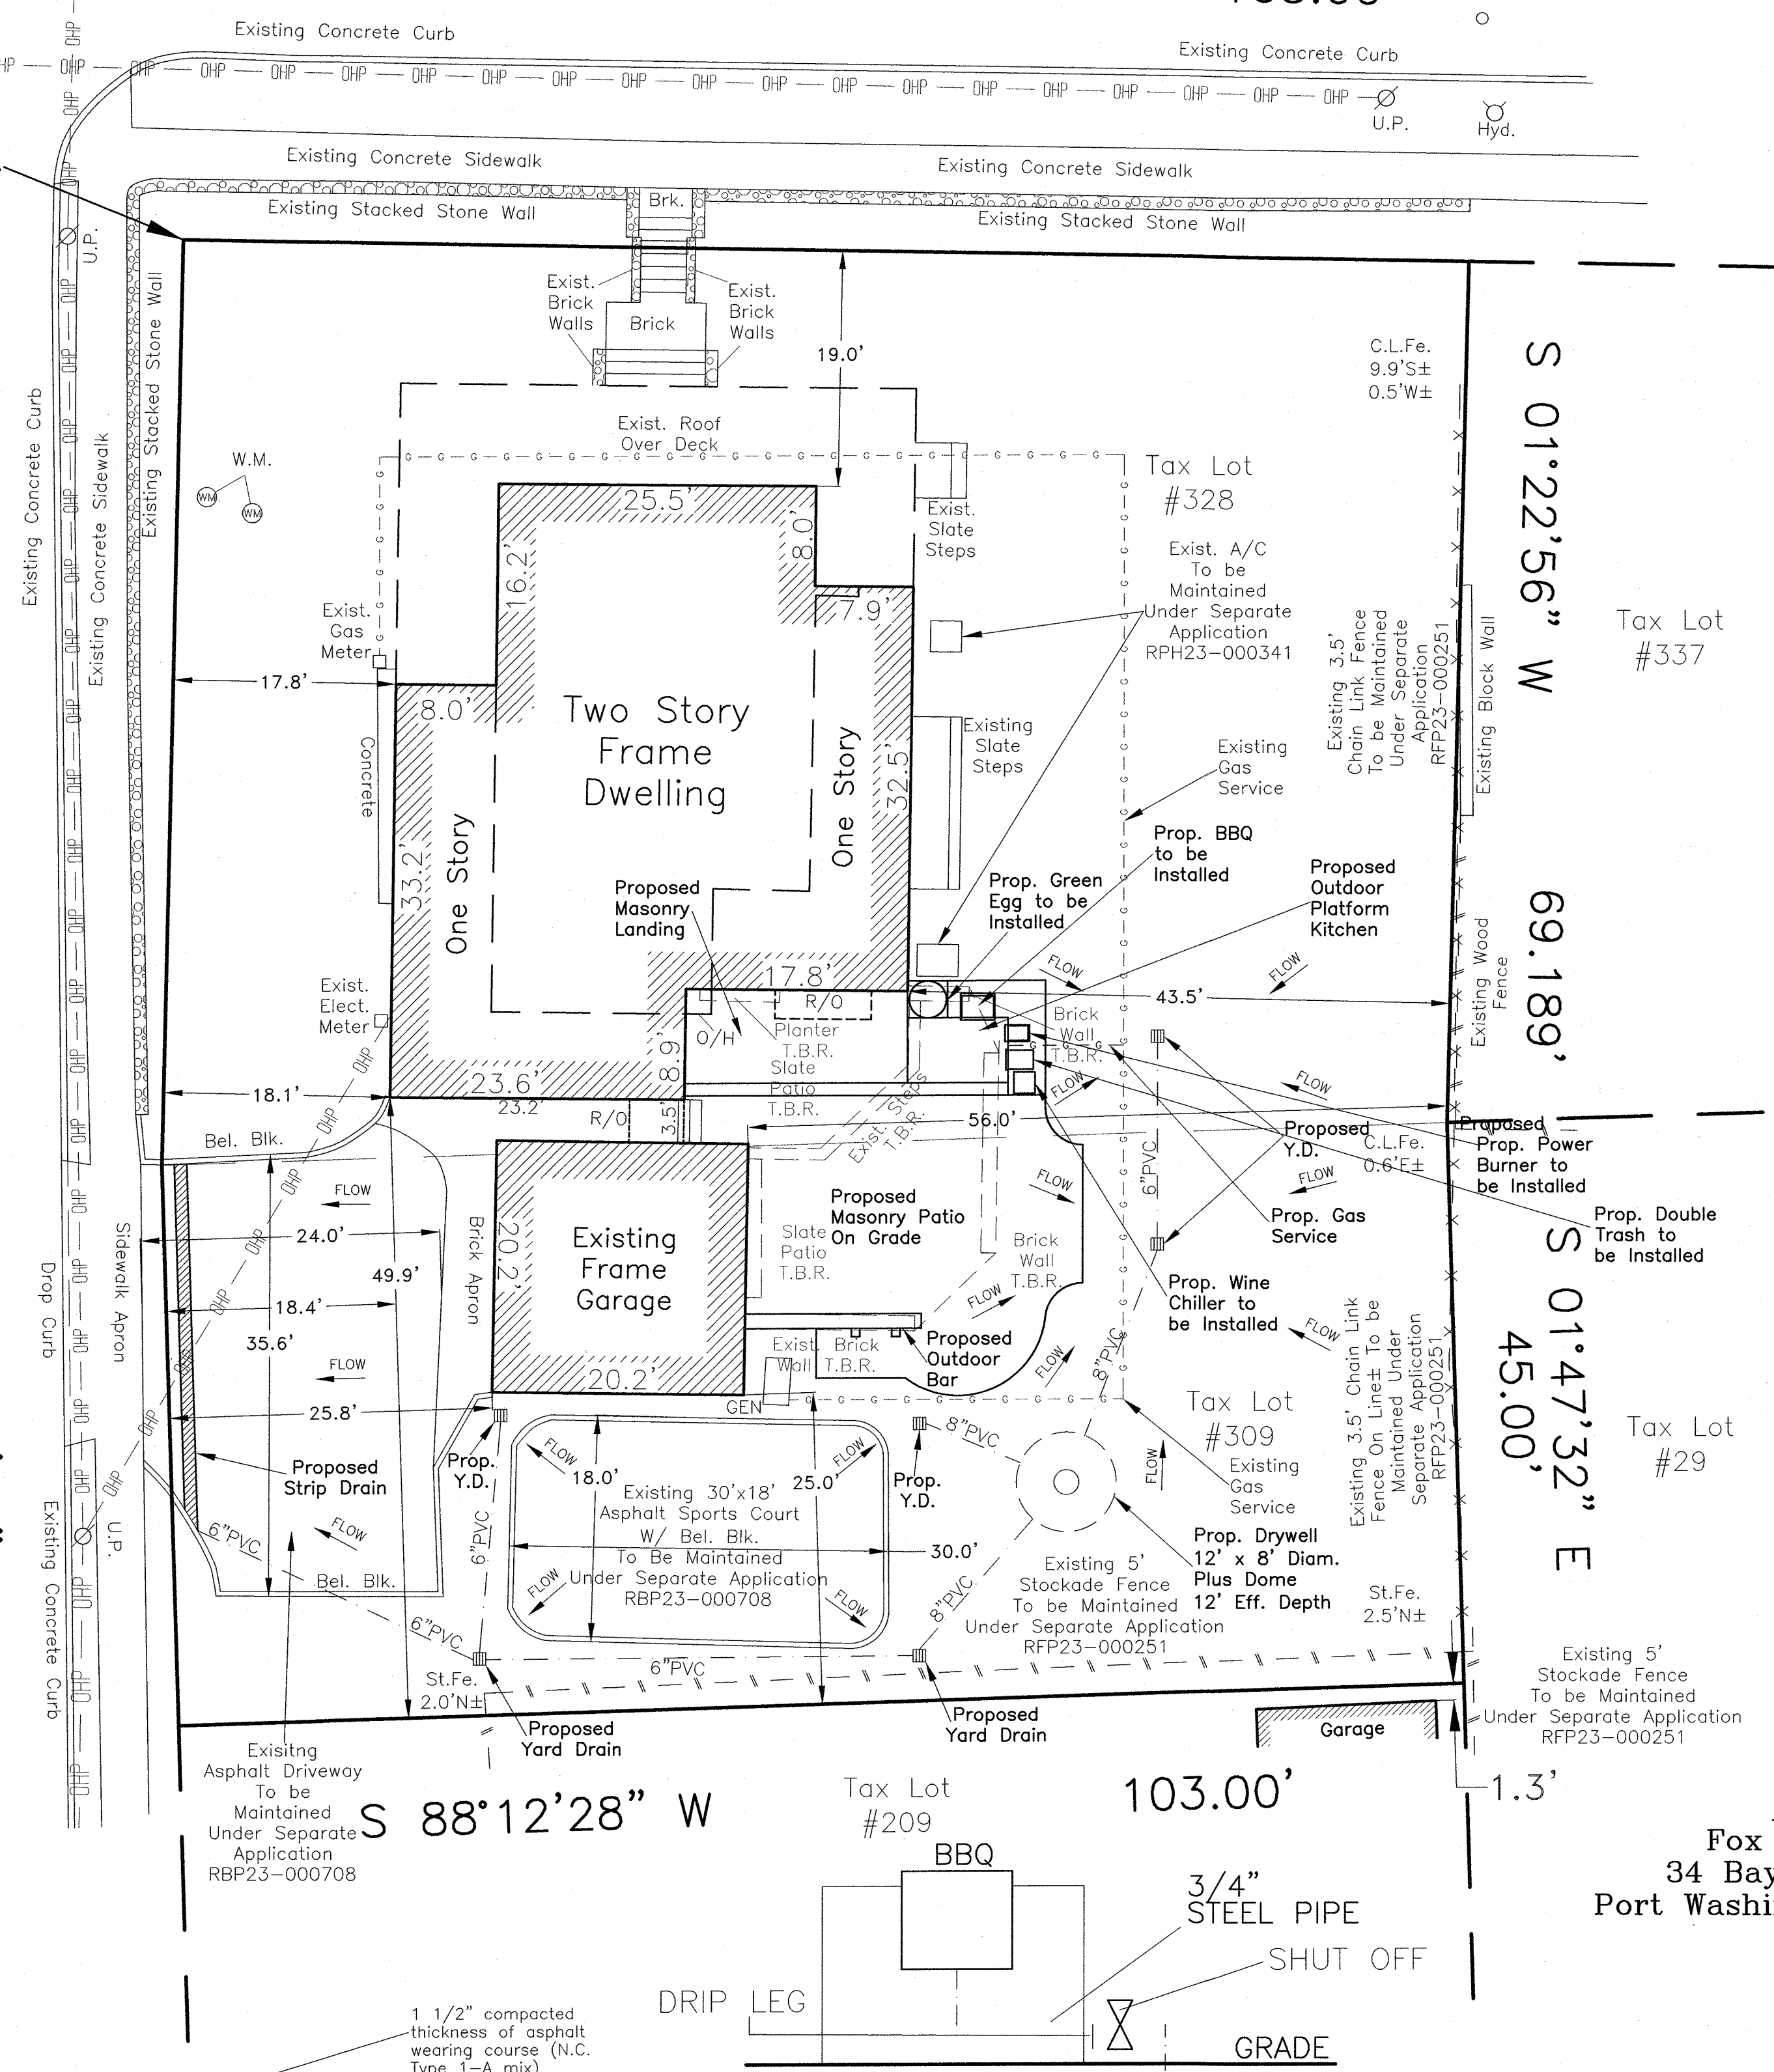 Existing Concrete Curb
Existing Concrete Curb
OHP
U.P.
Hyd.
Existing Concrete Sidewalk
Existing Concrete Sidewalk
Existing Stacked Stone Wall
Brk.
Existing Stacked Stone Wall
U.P.
Existing Stacked Stone Wall
Existing Concrete Sidewalk
Existing Concrete Curb
Exist.
Brick
Walls
Brick
Exist.
Brick
Walls
19.0'
C.L.Fe.
9.9'S±
0.5'W±
S 01°22'56" W
69.189'
W.M.
WM
WM
Exist. Roof
Over Deck
25.5'
16.2'
8.0'
7.9'
Exist.
Slate
Steps
Tax Lot
#328
Exist. A/C
To be
Maintained
Under Separate
Application
RPH23-000341
Existing 3.5'
Chain Link Fence
To be Maintained
Under Separate
Application
RFP23-000251
Existing Block Wall
Tax Lot
#337
Exist.
Gas
Meter
17.8'
8.0'
Concrete
Two Story
Frame
Dwelling
One Story
One Story
33.2'
32.5'
Existing
Slate
Steps
Existing
Gas
Service
Prop. BBQ
to be
Installed
Prop. Green
Egg to be
Installed
Proposed
Outdoor
Platform
Kitchen
Proposed
Masonry
Landing
Existing Wood
Fence
FLOW
FLOW
43.5'
17.8'
R/O
O/H
Planter
T.B.R.
Slate
Patio
T.B.R.
Brick
Wall
T.B.R.
Exist.
Elect.
Meter
8.9'
23.6'
23.2'
R/O
3.5'
18.1'
Bel. Blk.
FLOW
FLOW
56.0'
Exist. Steps
T.B.R.
Proposed
Y.D.
C.L.Fe.
0.6'E±
Proposed
Prop. Power
Burner to
be Installed
6"PVC
FLOW
FLOW
Prop. Gas
Service
Prop. Double
Trash to
be Installed
Prop. Wine
Chiller to
be Installed
Proposed
Masonry Patio
On Grade
Slate
Patio
T.B.R.
Brick
Wall
T.B.R.
FLOW
FLOW
24.0'
18.4'
35.6'
49.9'
FLOW
Brick Apron
20.2'
Existing
Frame
Garage
20.2'
Sidewalk Apron
Drop Curb
Exist. Brick
Wall T.B.R.
Proposed
Outdoor
Bar
FLOW
8"PVC
FLOW
S 01°47'32" E
45.00'
Existing 3.5' Chain Link
Fence On Line± To be
Maintained Under
Separate Application
RFP23-000251
GEN
25.8'
Proposed
Strip Drain
Prop.
Y.D.
FLOW
FLOW
18.0'
25.0'
Existing 30'x18'
Asphalt Sports Court
W/ Bel. Blk.
To Be Maintained
Under Separate Application
RBP23-000708
30.0'
FLOW
FLOW
Prop.
Y.D.
8"PVC
Tax Lot
#309
Existing
Gas
Service
FLOW
Tax Lot
#29
Prop. Drywell
12' x 8' Diam.
Plus Dome
12' Eff. Depth
8"PVC
Existing 5'
Stockade Fence
To be Maintained
Under Separate Application
RFP23-000251
St.Fe.
2.5'N±
U.P.
Existing Concrete Curb
6"PVC
FLOW
Bel. Blk.
6"PVC
6"PVC
6"PVC
St.Fe.
2.0'N±
Proposed
Yard Drain
Proposed
Yard Drain
Garage
Existing 5'
Stockade Fence
To be Maintained
Under Separate Application
RFP23-000251
1.3'
Exisitng
Asphalt Driveway
To be
Maintained
Under Separate
Application
RBP23-000708
S 88°12'28" W
103.00'
Tax Lot
#209
Fox
34 Bay
BBQ
3/4"
STEEL PIPE
SHUT OFF
DRIP LEG
GRADE
1 1/2" compacted
thickness of asphalt
wearing course (N.C.
Type 1-A mix)